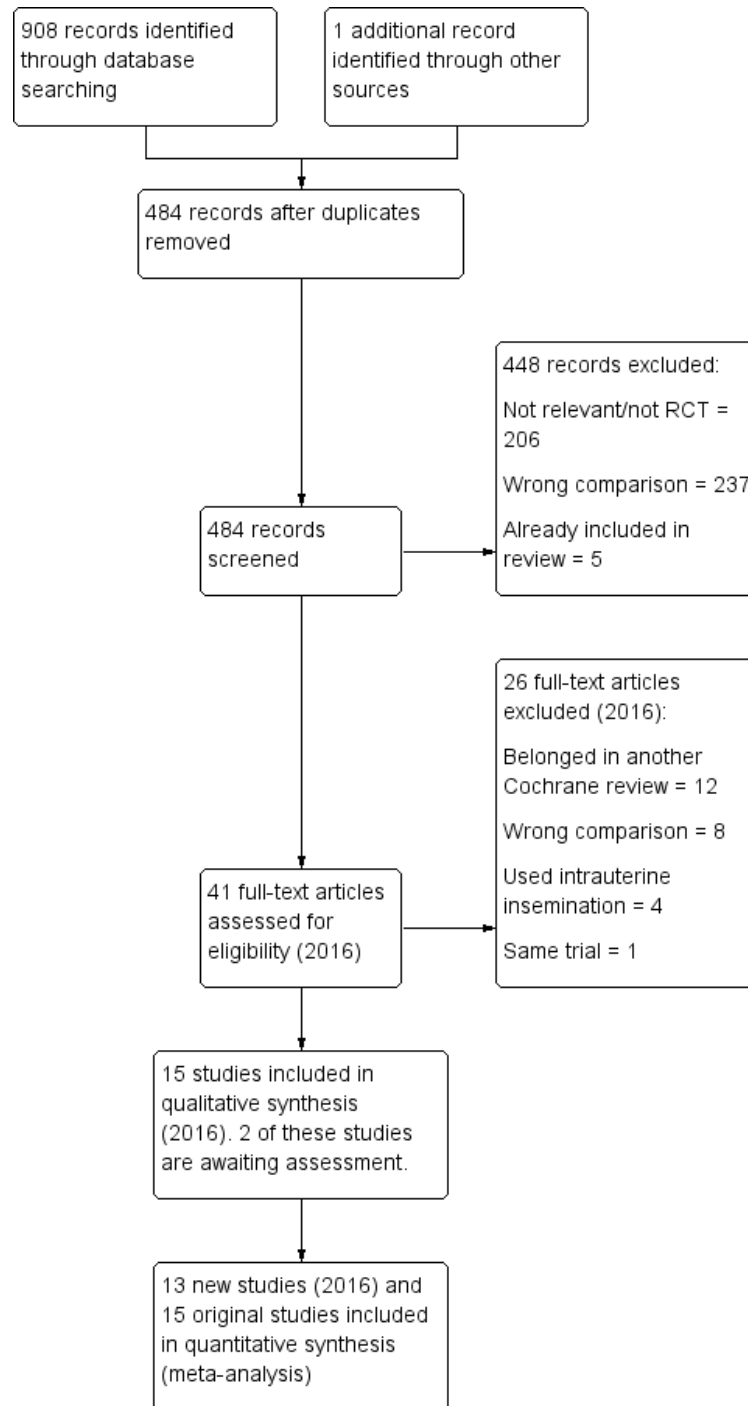 908 records identified
through database
searching
1 additional record
identified through other
sources
484 records after duplicates
removed
448 records excluded:
Not relevant/not RCT =
206
Wrong comparison = 237
Already included in
review = 5
484 records
screened
26 full-text articles
excluded (2016):
Belonged in another
Cochrane review = 12
Wrong comparison = 8
Used intrauterine
insemination = 4
Same trial = 1
41 full-text articles
assessed for
eligibility (2016)
15 studies included in
qualitative synthesis
(2016). 2 of these studies
are awaiting assessment.
13 new studies (2016) and
15 original studies included
in quantitative synthesis
(meta-analysis)